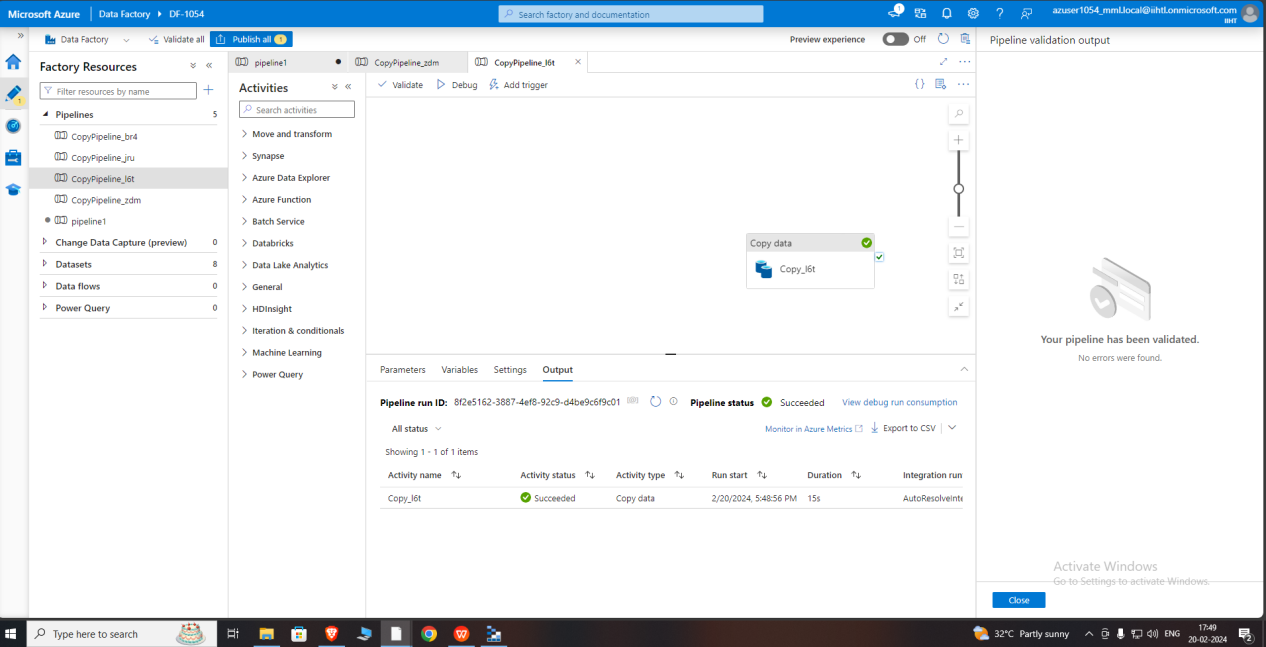 Microsoft Azure Data Factory DF-1054 Search factory and documentation 1 azuser1054_mml.local@iihtl.onmicrosoft.com
IIHT
Data Factory Validate all Publish all 1 Preview experience Off Pipeline validation output
Factory Resources
Filter resources by name
Pipelines 5
CopyPipeline_br4
CopyPipeline_jru
CopyPipeline_l6t
CopyPipeline_zdm
pipeline1
Change Data Capture (preview) 0
Datasets 8
Data flows 0
Power Query 0
pipeline1 CopyPipeline_zdm CopyPipeline_l6t
Activities
Search activities
Move and transform
Synapse
Azure Data Explorer
Azure Function
Batch Service
Databricks
Data Lake Analytics
General
HDInsight
Iteration & conditionals
Machine Learning
Power Query
Validate Debug Add trigger
Copy data
Copy_l6t
Parameters Variables Settings Output
Pipeline run ID: 8f2e5162-3887-4ef8-92c9-d4be9c6f9c01 Pipeline status Succeeded View debug run consumption
All status Monitor in Azure Metrics Export to CSV
Showing 1 - 1 of 1 items
Activity name Activity status Activity type Run start Duration Integration run
Copy_l6t Succeeded Copy data 2/20/2024, 5:48:56 PM 15s AutoResolveInte
Your pipeline has been validated.
No errors were found.
Activate Windows
Go to Settings to activate Windows.
Close
Type here to search 32°C Partly sunny ENG 17:49
20-02-2024 2